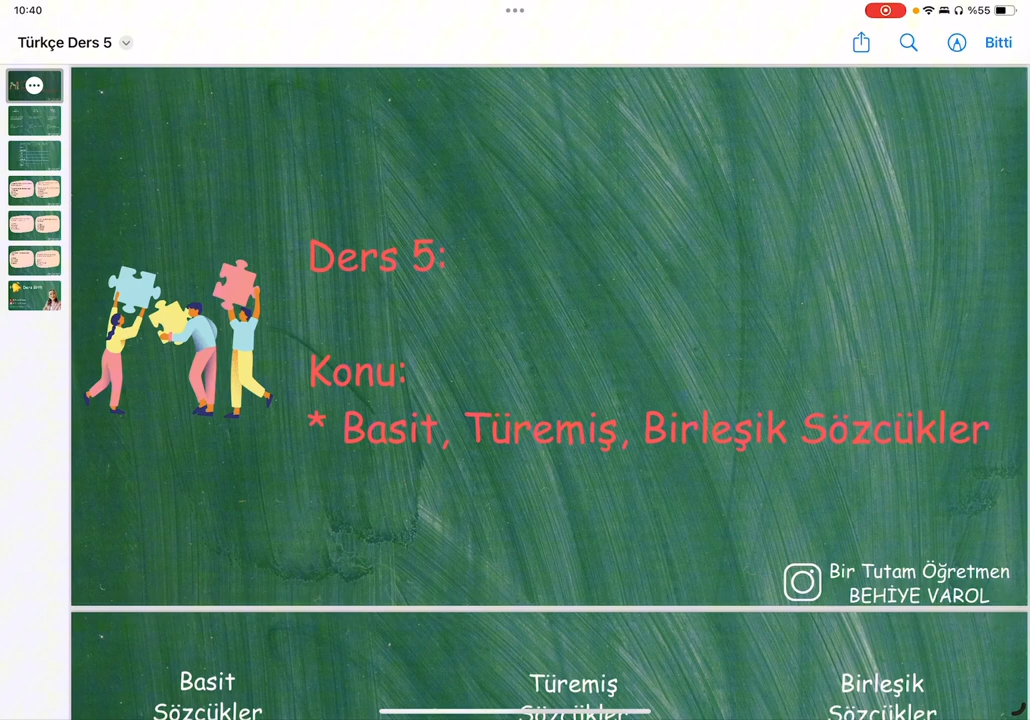 10:40
%55
Türkçe Ders 5
Bitti
Ders 5:
Konu:
* Basit, Türemiş, Birleşik Sözcükler
Bir Tutam Öğretmen
BEHİYE VAROL
Basit
Sözcükler
Türemiş
Sözcükler
Birleşik
Sözcükler